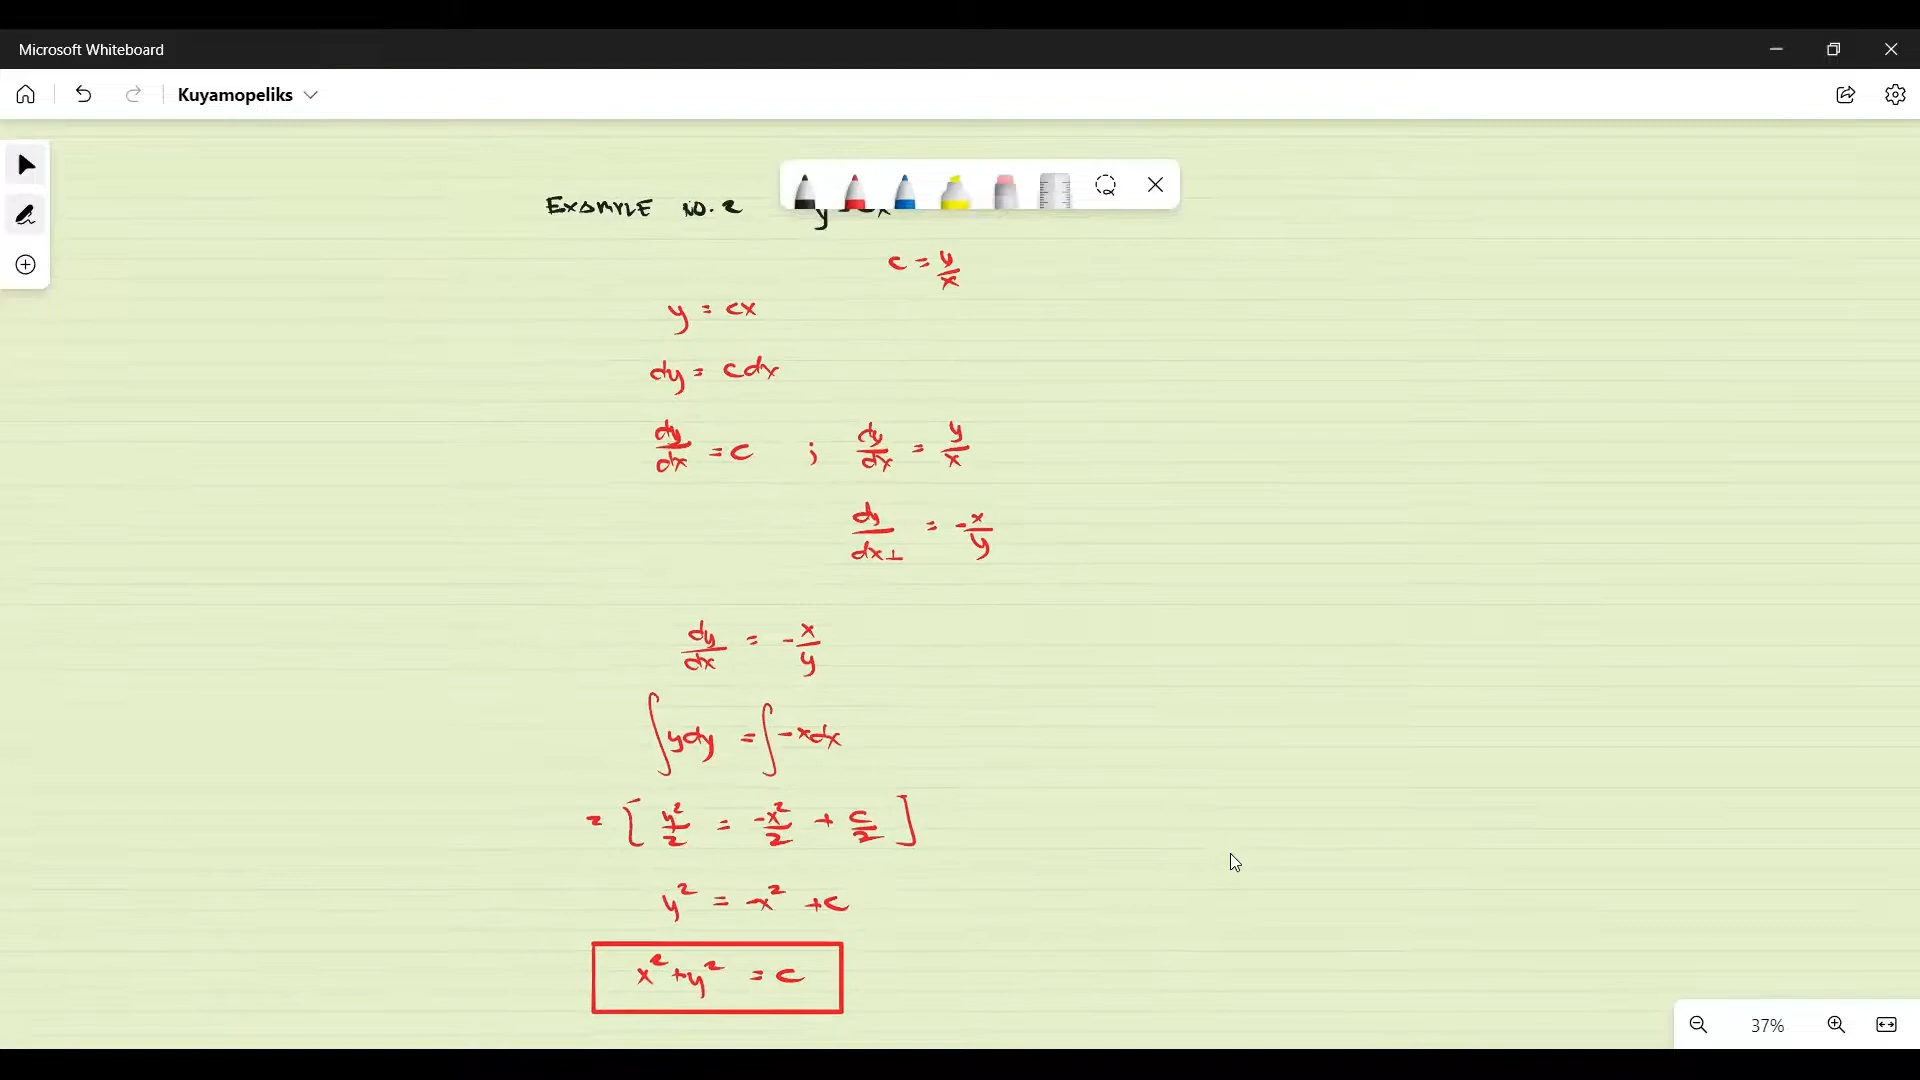 Microsoft Whiteboard
Kuyamopeliks
EXAMPLE NO. 2 y = cx
c = y/x
y = cx
dy = cdx
dy/dx = c ; dy/dx = y/x
dy/dx⊥ = -x/y
dy/dx = -x/y
∫ydy = ∫-xdx
2 [ y²/2 = -x²/2 + c/2 ]
y² = -x² + c
x² + y² = c
37%